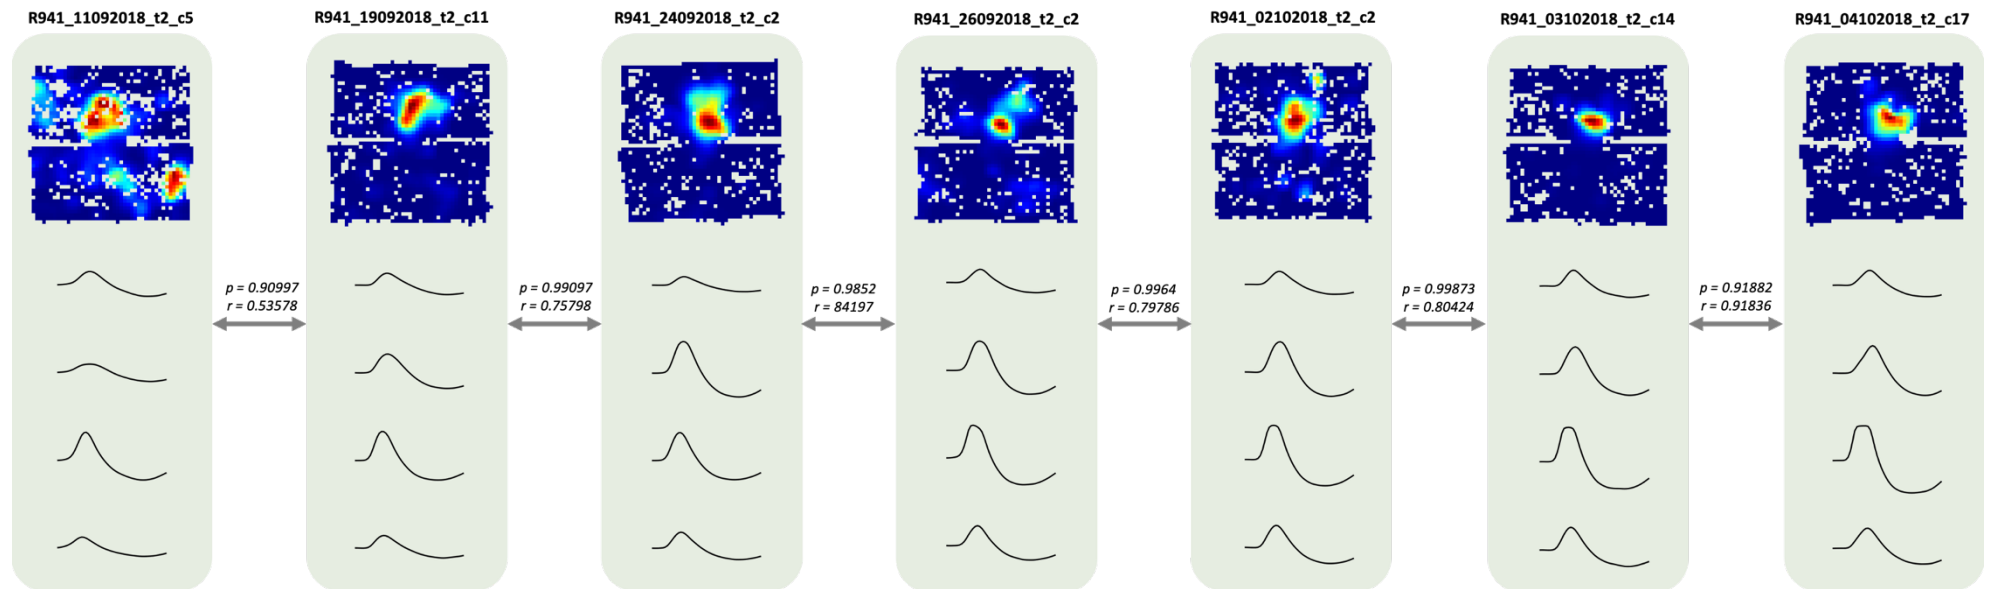 R941_11092018_t2_c5
R941_19092018_t2_c11
R941_24092018_t2_c2
R941_26092018_t2_c2
R941_02102018_t2_c2
R941_03102018_t2_c14
R941_04102018_t2_c17
p = 0.90997
r = 0.53578
p = 0.99097
r = 0.75798
p = 0.9852
r = 84197
p = 0.9964
r = 0.79786
p = 0.99873
r = 0.80424
p = 0.91882
r = 0.91836